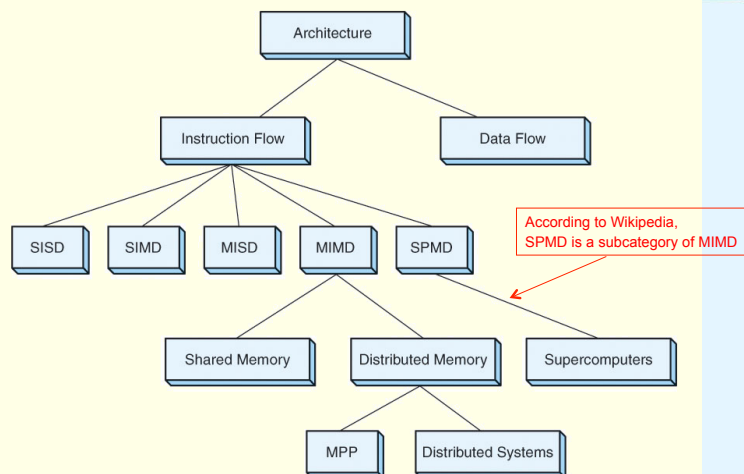 Architecture
Instruction Flow
Data Flow
SISD
SIMD
MISD
MIMD
SPMD
According to Wikipedia,
SPMD is a subcategory of MIMD
Shared Memory
Distributed Memory
Supercomputers
MPP
Distributed Systems